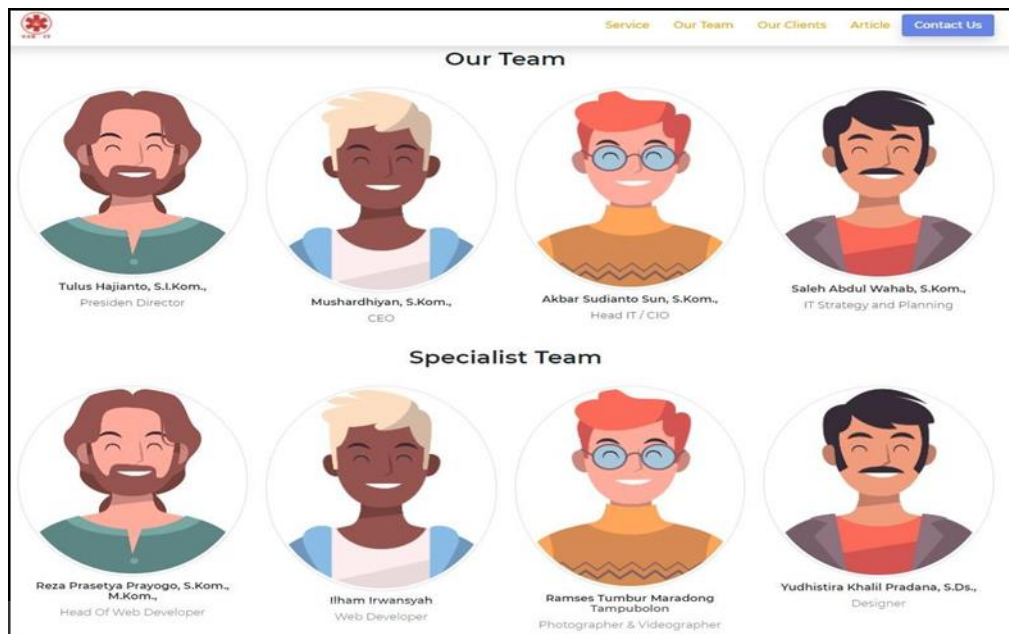 Service Our Team Our Clients Article Contact Us
Our Team
Tulus Hajianto, S.I.Kom.,
Presiden Director
Mushardhiyan, S.Kom.,
CEO
Akbar Sudianto Sun, S.Kom.,
Head IT / CIO
Saleh Abdul Wahab, S.Kom.,
IT Strategy and Planning
Specialist Team
Reza Prasetya Prayogo, S.Kom.,
M.Kom.,
Head Of Web Developer
Ilham Irwansyah
Web Developer
Ramses Tumbur Maradong
Tampubolon
Photographer & Videographer
Yudhistira Khalil Pradana, S.Ds.,
Designer